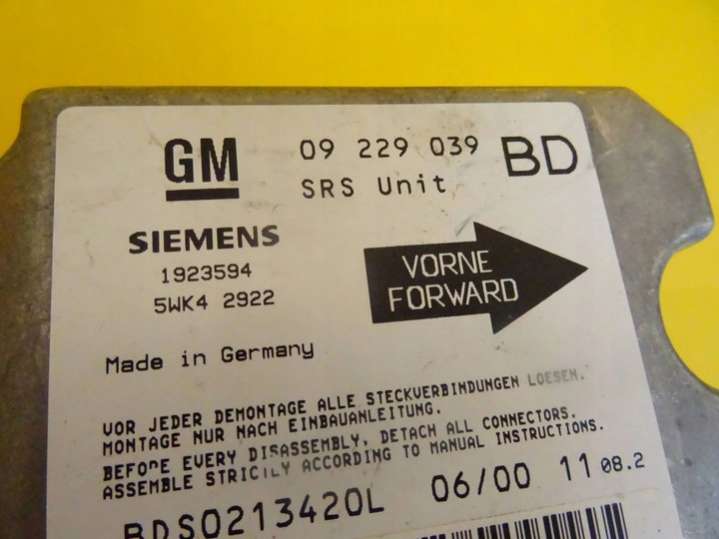 GM
09 229 039 BD
SRS Unit
SIEMENS
1923594
5WK4 2922
VORNE
FORWARD
Made in Germany
VOR JEDER DEMONTAGE ALLE STECKVERBINDUNGEN LOESEN.
MONTAGE NUR NACH EINBAUANLEITUNG.
BEFORE EVERY DISASSEMBLY, DETACH ALL CONNECTORS.
ASSEMBLE STRICTLY ACCORDING TO MANUAL INSTRUCTIONS.
BDS0213420L 06/00 11 08.2